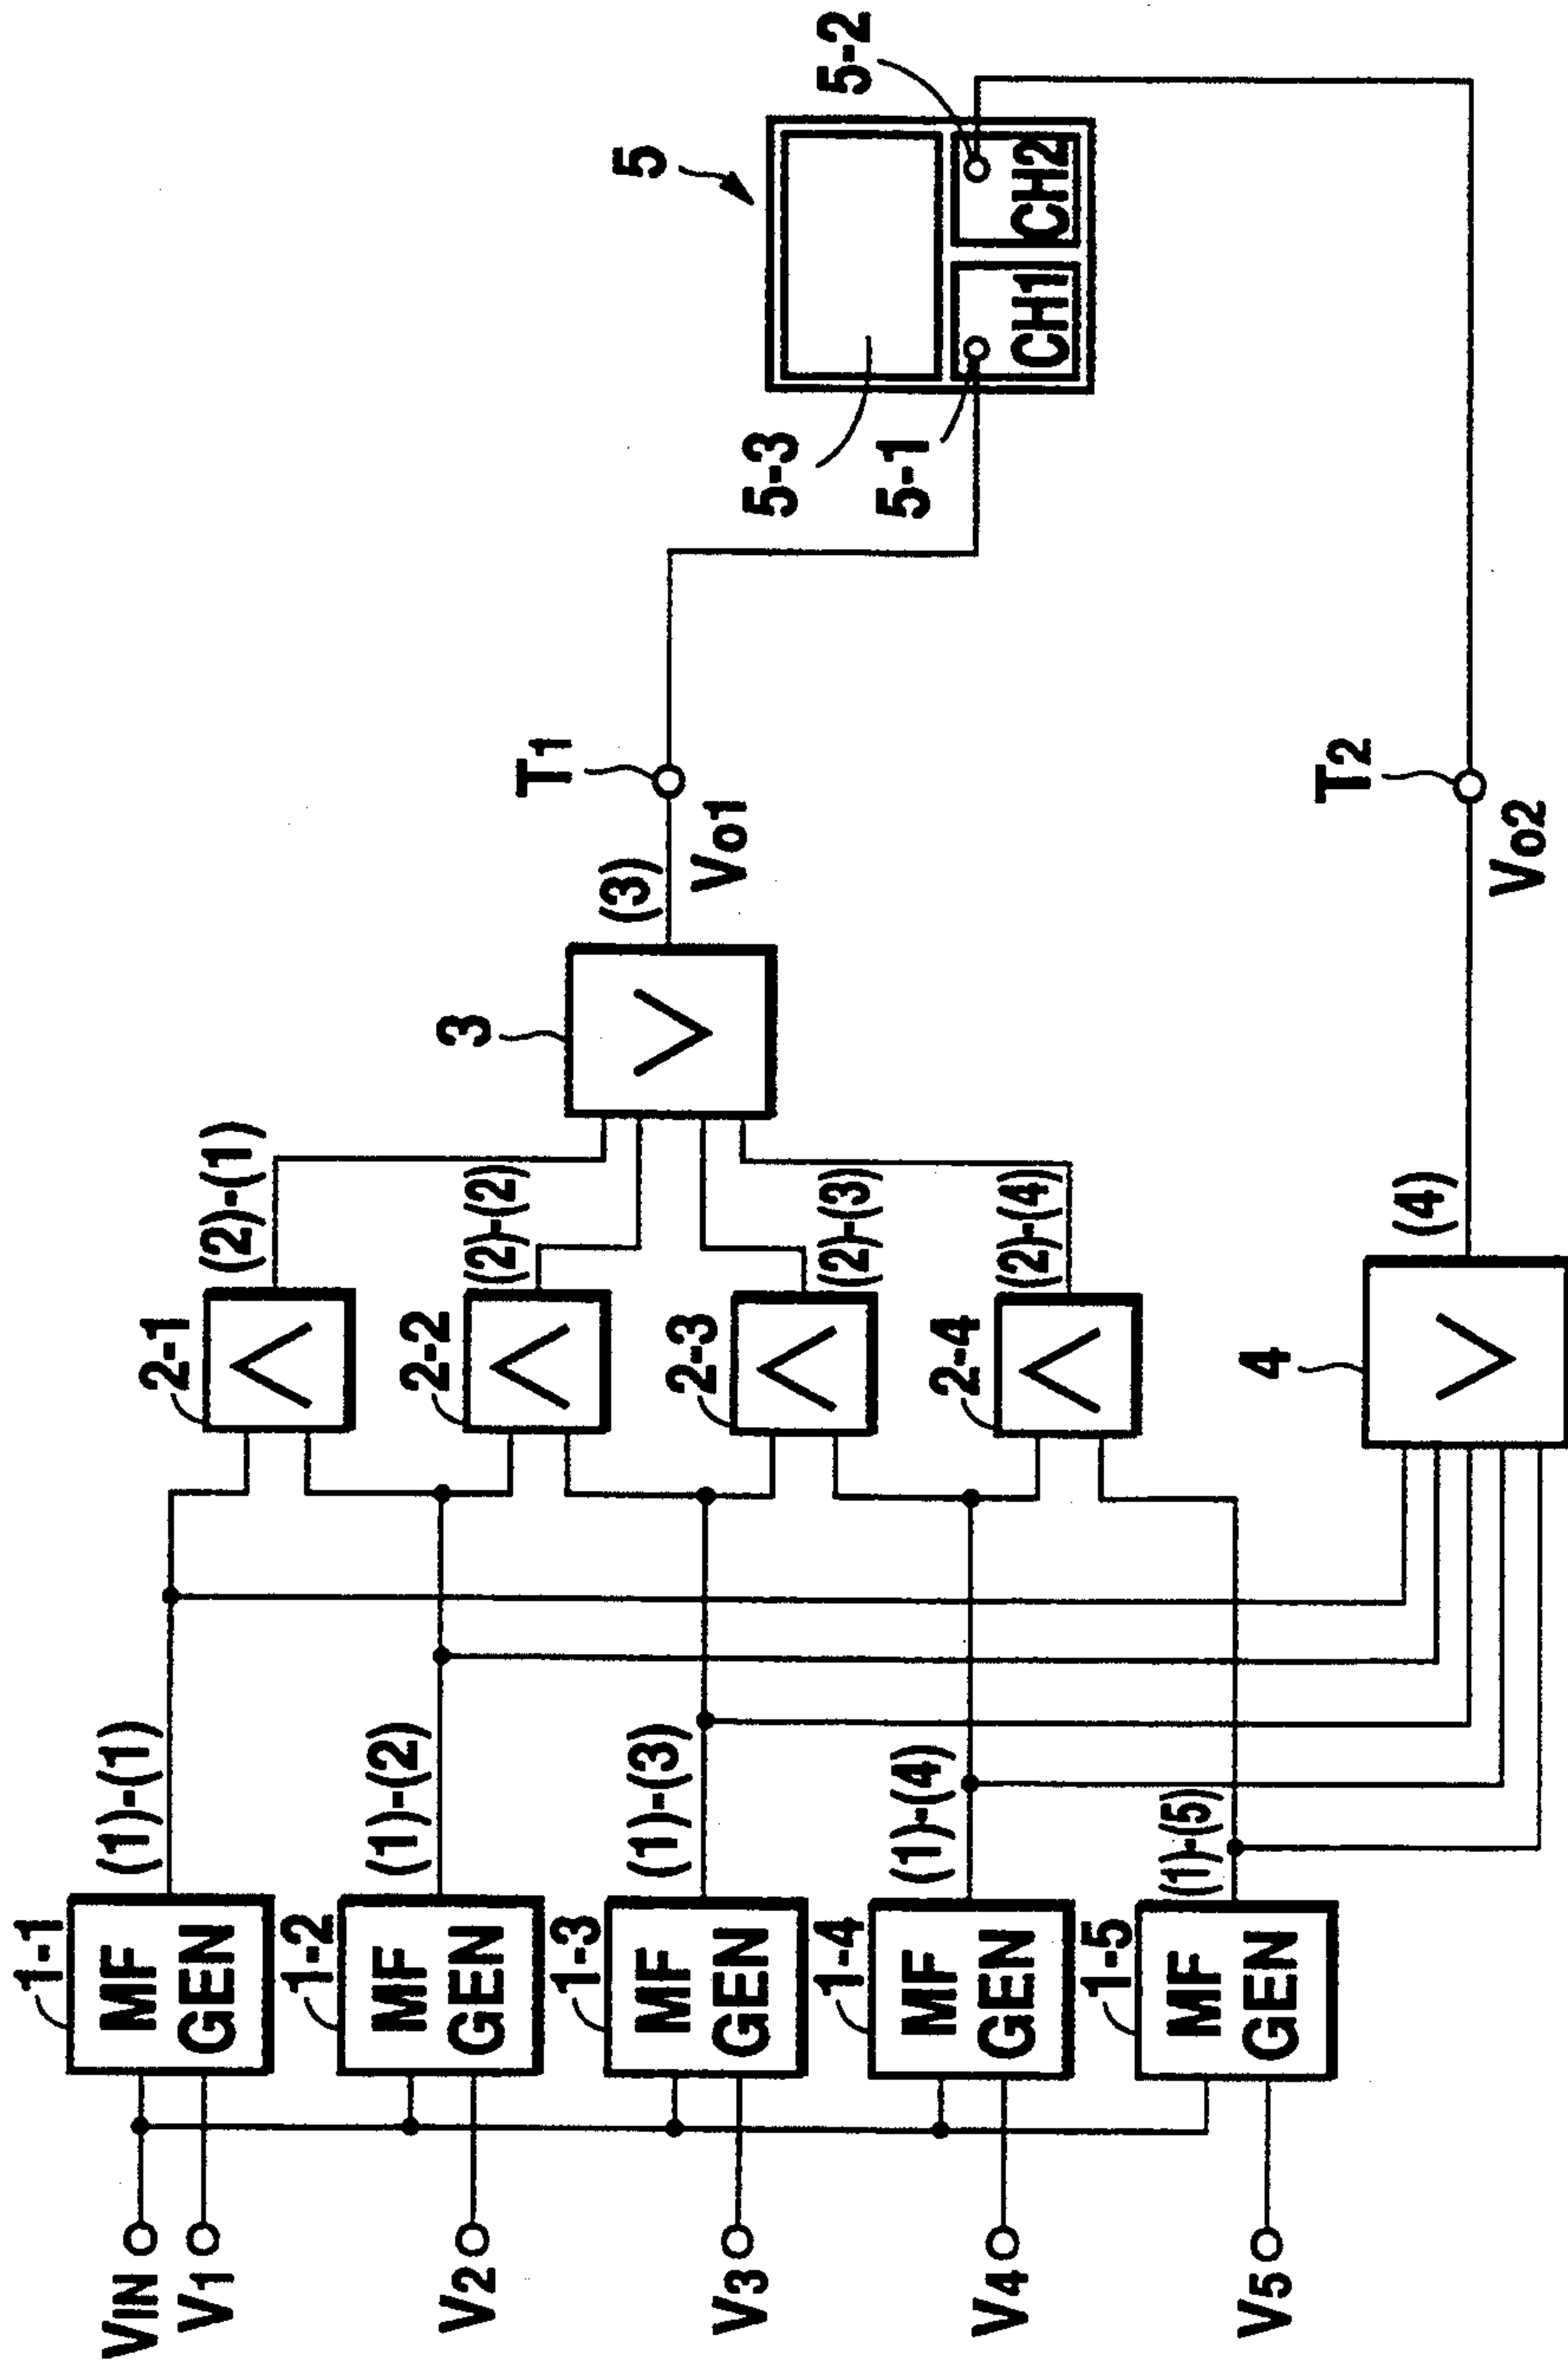 VIN
V1
V2
V3
V4
V5
1-1
MF
GEN
1-2
MF
GEN
1-3
MF
GEN
1-4
MF
GEN
1-5
MF
GEN
(1)-(1)
(1)-(2)
(1)-(3)
(1)-(4)
(1)-(5)
2-1
∧
2-2
∧
2-3
∧
2-4
∧
(2)-(1)
(2)-(2)
(2)-(3)
(2)-(4)
3
∨
(3)
Vo1
T1
4
∨
(4)
Vo2
T2
5
5-3
5-1
5-2
CH1
CH2